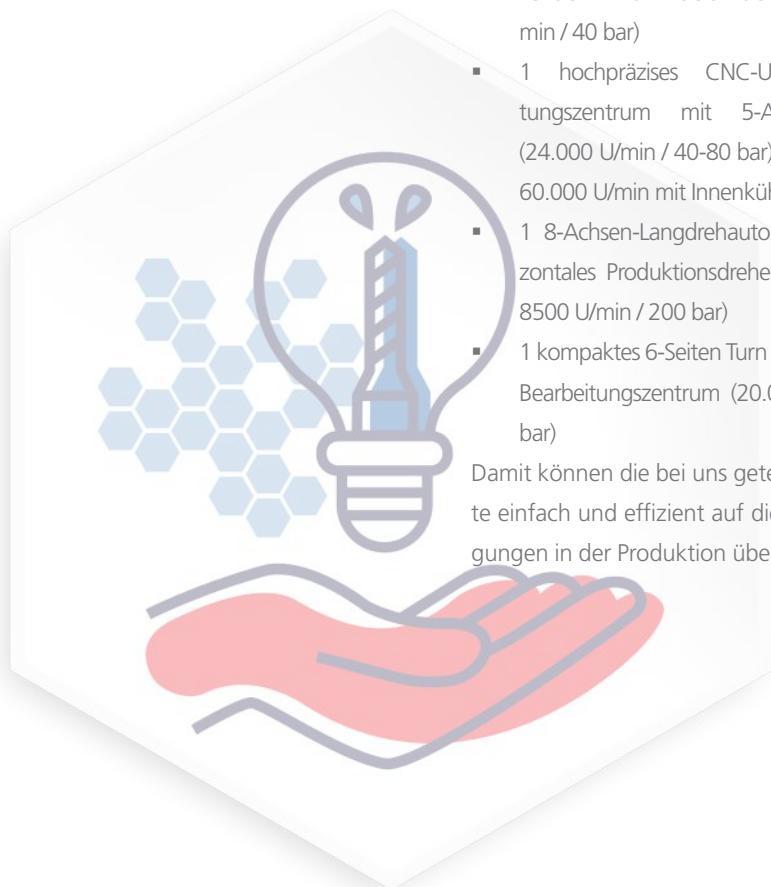 min / 40 bar)
▪ 1 hochpräzises CNC-U
tungszentrum mit 5-A
(24.000 U/min / 40-80 bar)
60.000 U/min mit Innenküh
▪ 1 8-Achsen-Langdrehauto
zontales Produktionsdrehe
8500 U/min / 200 bar)
▪ 1 kompaktes 6-Seiten Turn
Bearbeitungszentrum (20.0
bar)
Damit können die bei uns gete
te einfach und effizient auf die
gungen in der Produktion übe